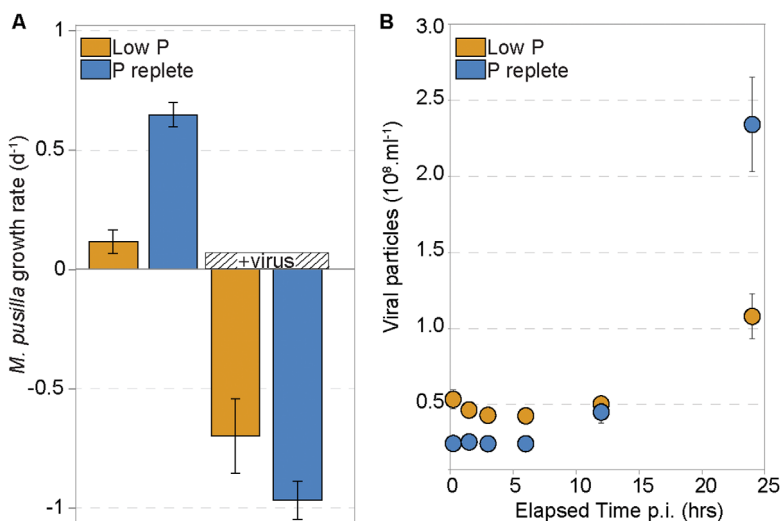 A
1
0.5
0
-0.5
-1
M. pusilla growth rate (d-1)
Low P
P replete
+virus
B
3.0
2.5
2.0
1.5
1.0
0.5
Viral particles (10⁸.ml-1)
Low P
P replete
0 5 10 15 20 25
Elapsed Time p.i. (hrs)